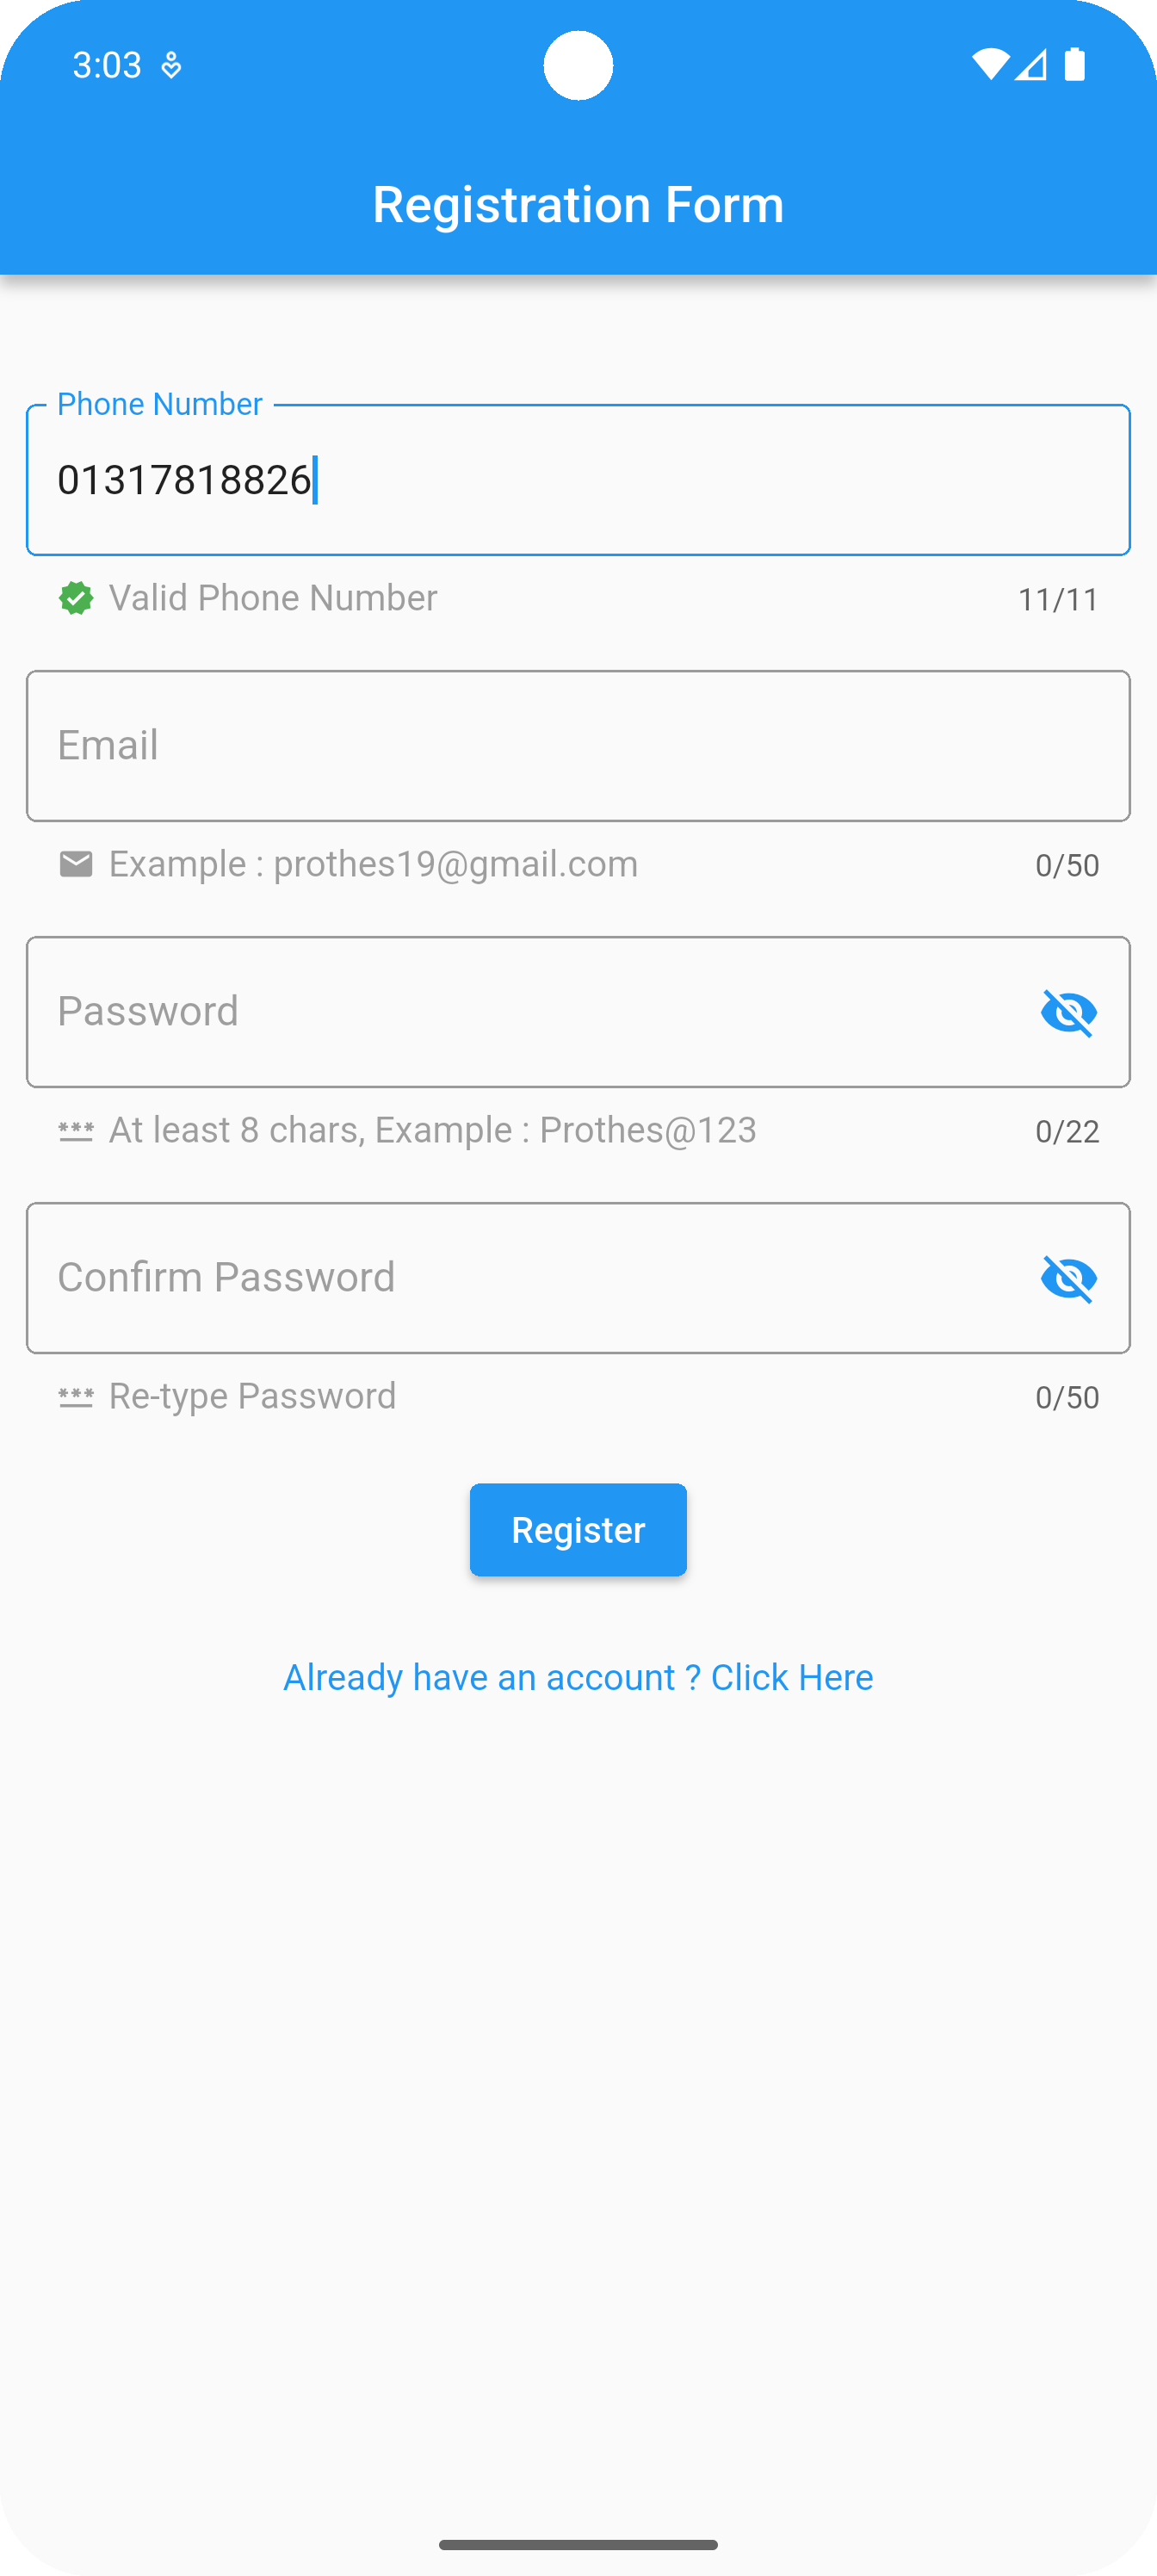 3:03
Registration Form
Phone Number
01317818826
Valid Phone Number 11/11
Email
Example : prothes19@gmail.com 0/50
Password
At least 8 chars, Example : Prothes@123 0/22
Confirm Password
Re-type Password 0/50
Register
Already have an account ? Click Here